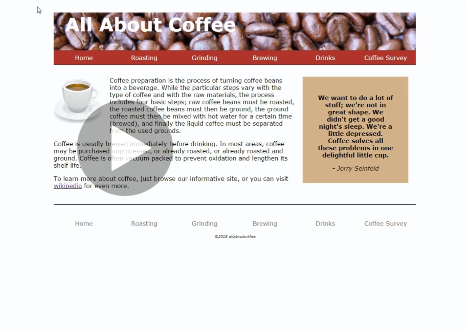 All About Coffee
Home Roasting Grinding Brewing Drinks Coffee Survey
Coffee preparation is the process of turning coffee beans
into a beverage. While the particular steps vary with the
type of coffee and with the raw materials, the process
includes four basic steps; raw coffee beans must be roasted,
the roasted coffee beans must then be ground, the ground
coffee must then be mixed with hot water for a certain time
(brewed), and finally the liquid coffee must be separated
from the used grounds.
Coffee is usually brewed immediately before drinking. In most areas, coffee
may be purchased unprocessed, or already roasted, or already roasted and
ground. Coffee is often vacuum packed to prevent oxidation and lengthen its
shelf life.
To learn more about coffee, just browse our informative site, or you can visit
wikipedia for even more.
We want to do a lot of
stuff; we're not in
great shape. We
didn't get a good
night's sleep. We're a
little depressed.
Coffee solves all
these problems in one
delightful little cup.
- Jerry Seinfeld
Home Roasting Grinding Brewing Drinks Coffee Survey